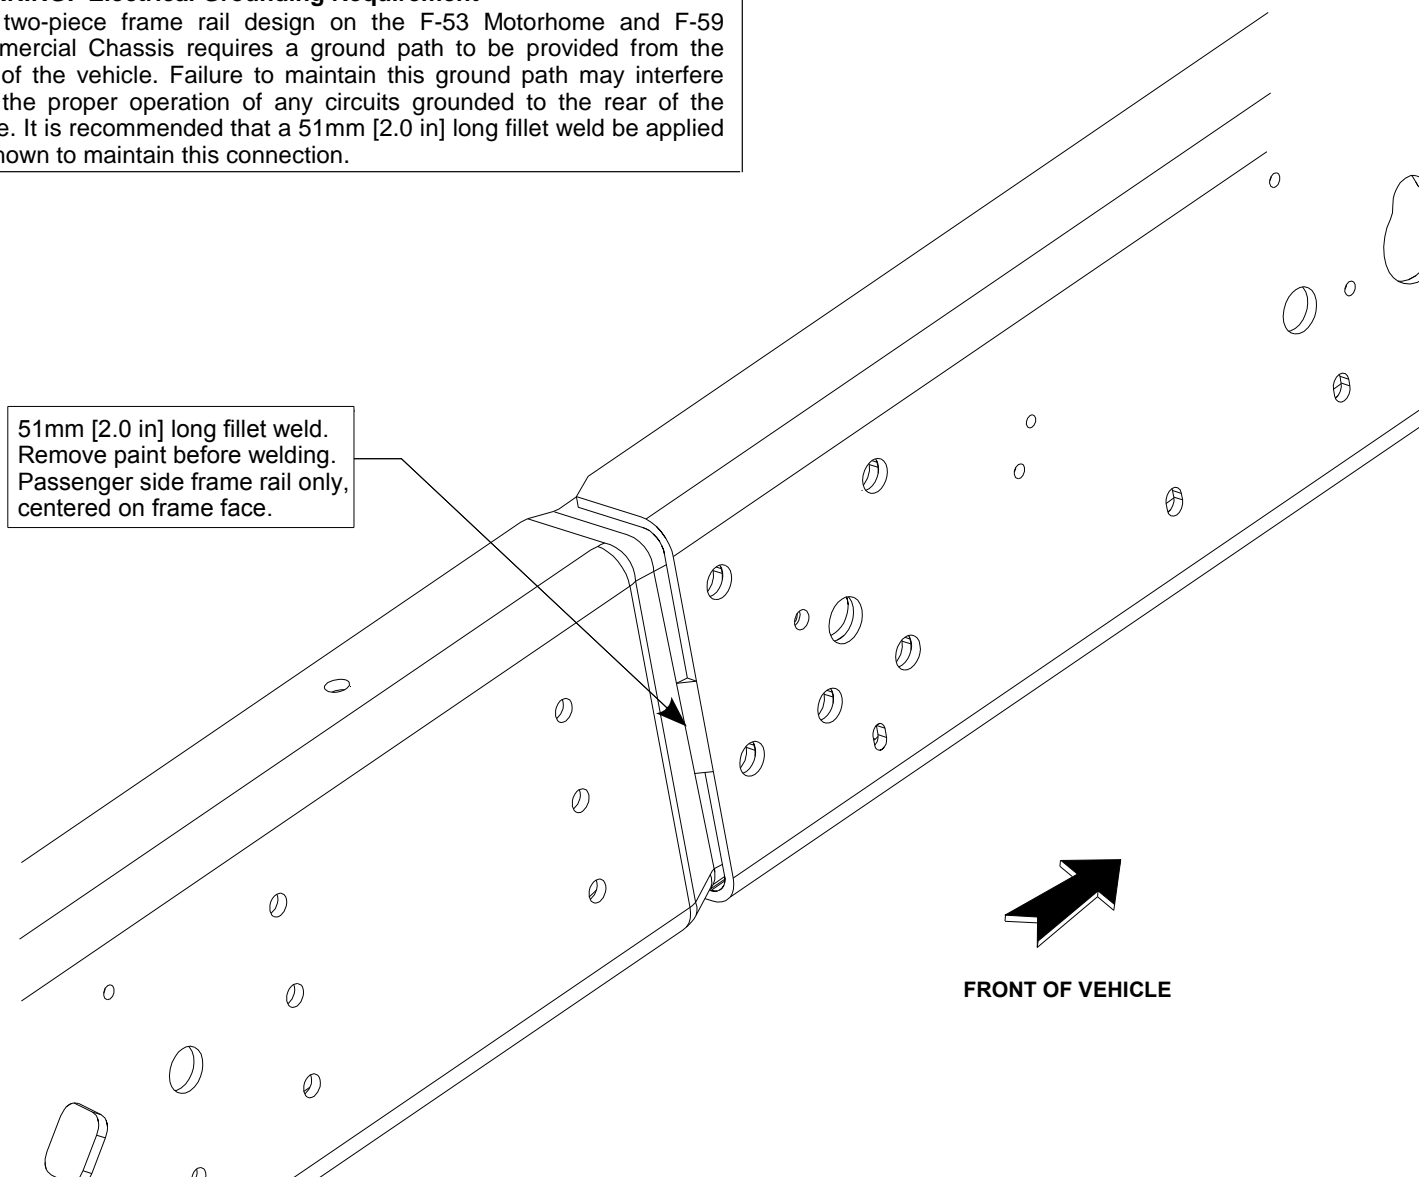 Electrical Grounding Requirement
two-piece frame rail design on the F-53 Motorhome and F-59
Chassis requires a ground path to be provided from the
of the vehicle. Failure to maintain this ground path may interfere
the proper operation of any circuits grounded to the rear of the
It is recommended that a 51mm [2.0 in] long fillet weld be applied
to maintain this connection.
51mm [2.0 in] long fillet weld.
Remove paint before welding.
Passenger side frame rail only,
centered on frame face.
FRONT OF VEHICLE